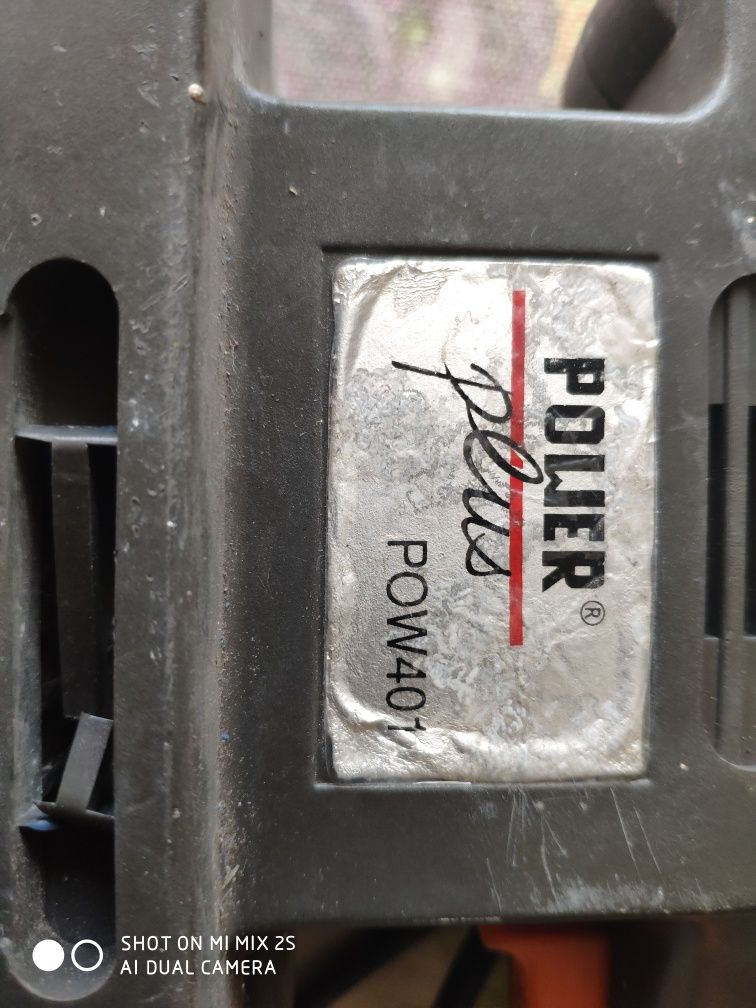 POWER®
plus
POW401
SHOT ON MI MIX 2S
AI DUAL CAMERA